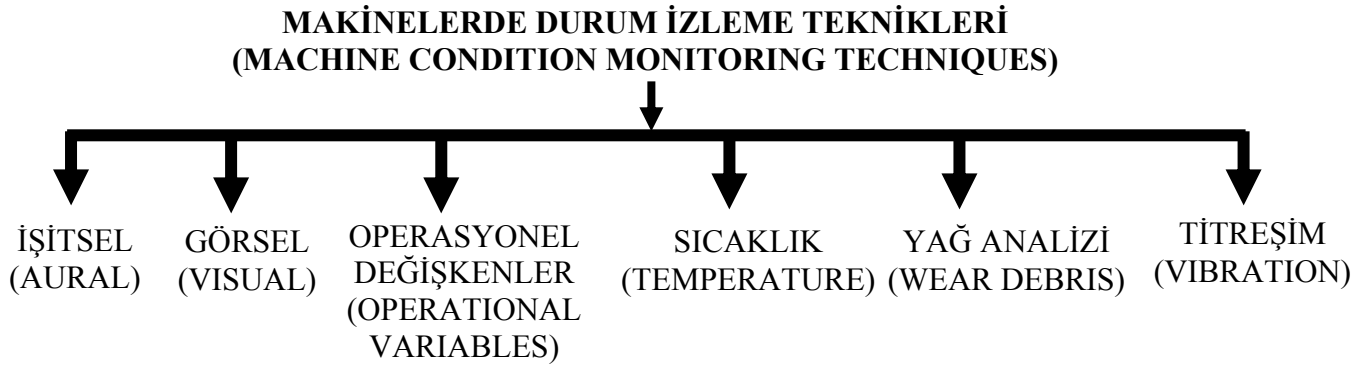 MAKİNELERDE DURUM İZLEME TEKNİKLERİ
(MACHINE CONDITION MONITORING TECHNIQUES)
İŞİTSEL
(AURAL)
GÖRSEL
(VISUAL)
OPERASYONEL
DEĞİŞKENLER
(OPERATIONAL
VARIABLES)
SICAKLIK
(TEMPERATURE)
YAĞ ANALİZİ
(WEAR DEBRIS)
TİTREŞİM
(VIBRATION)